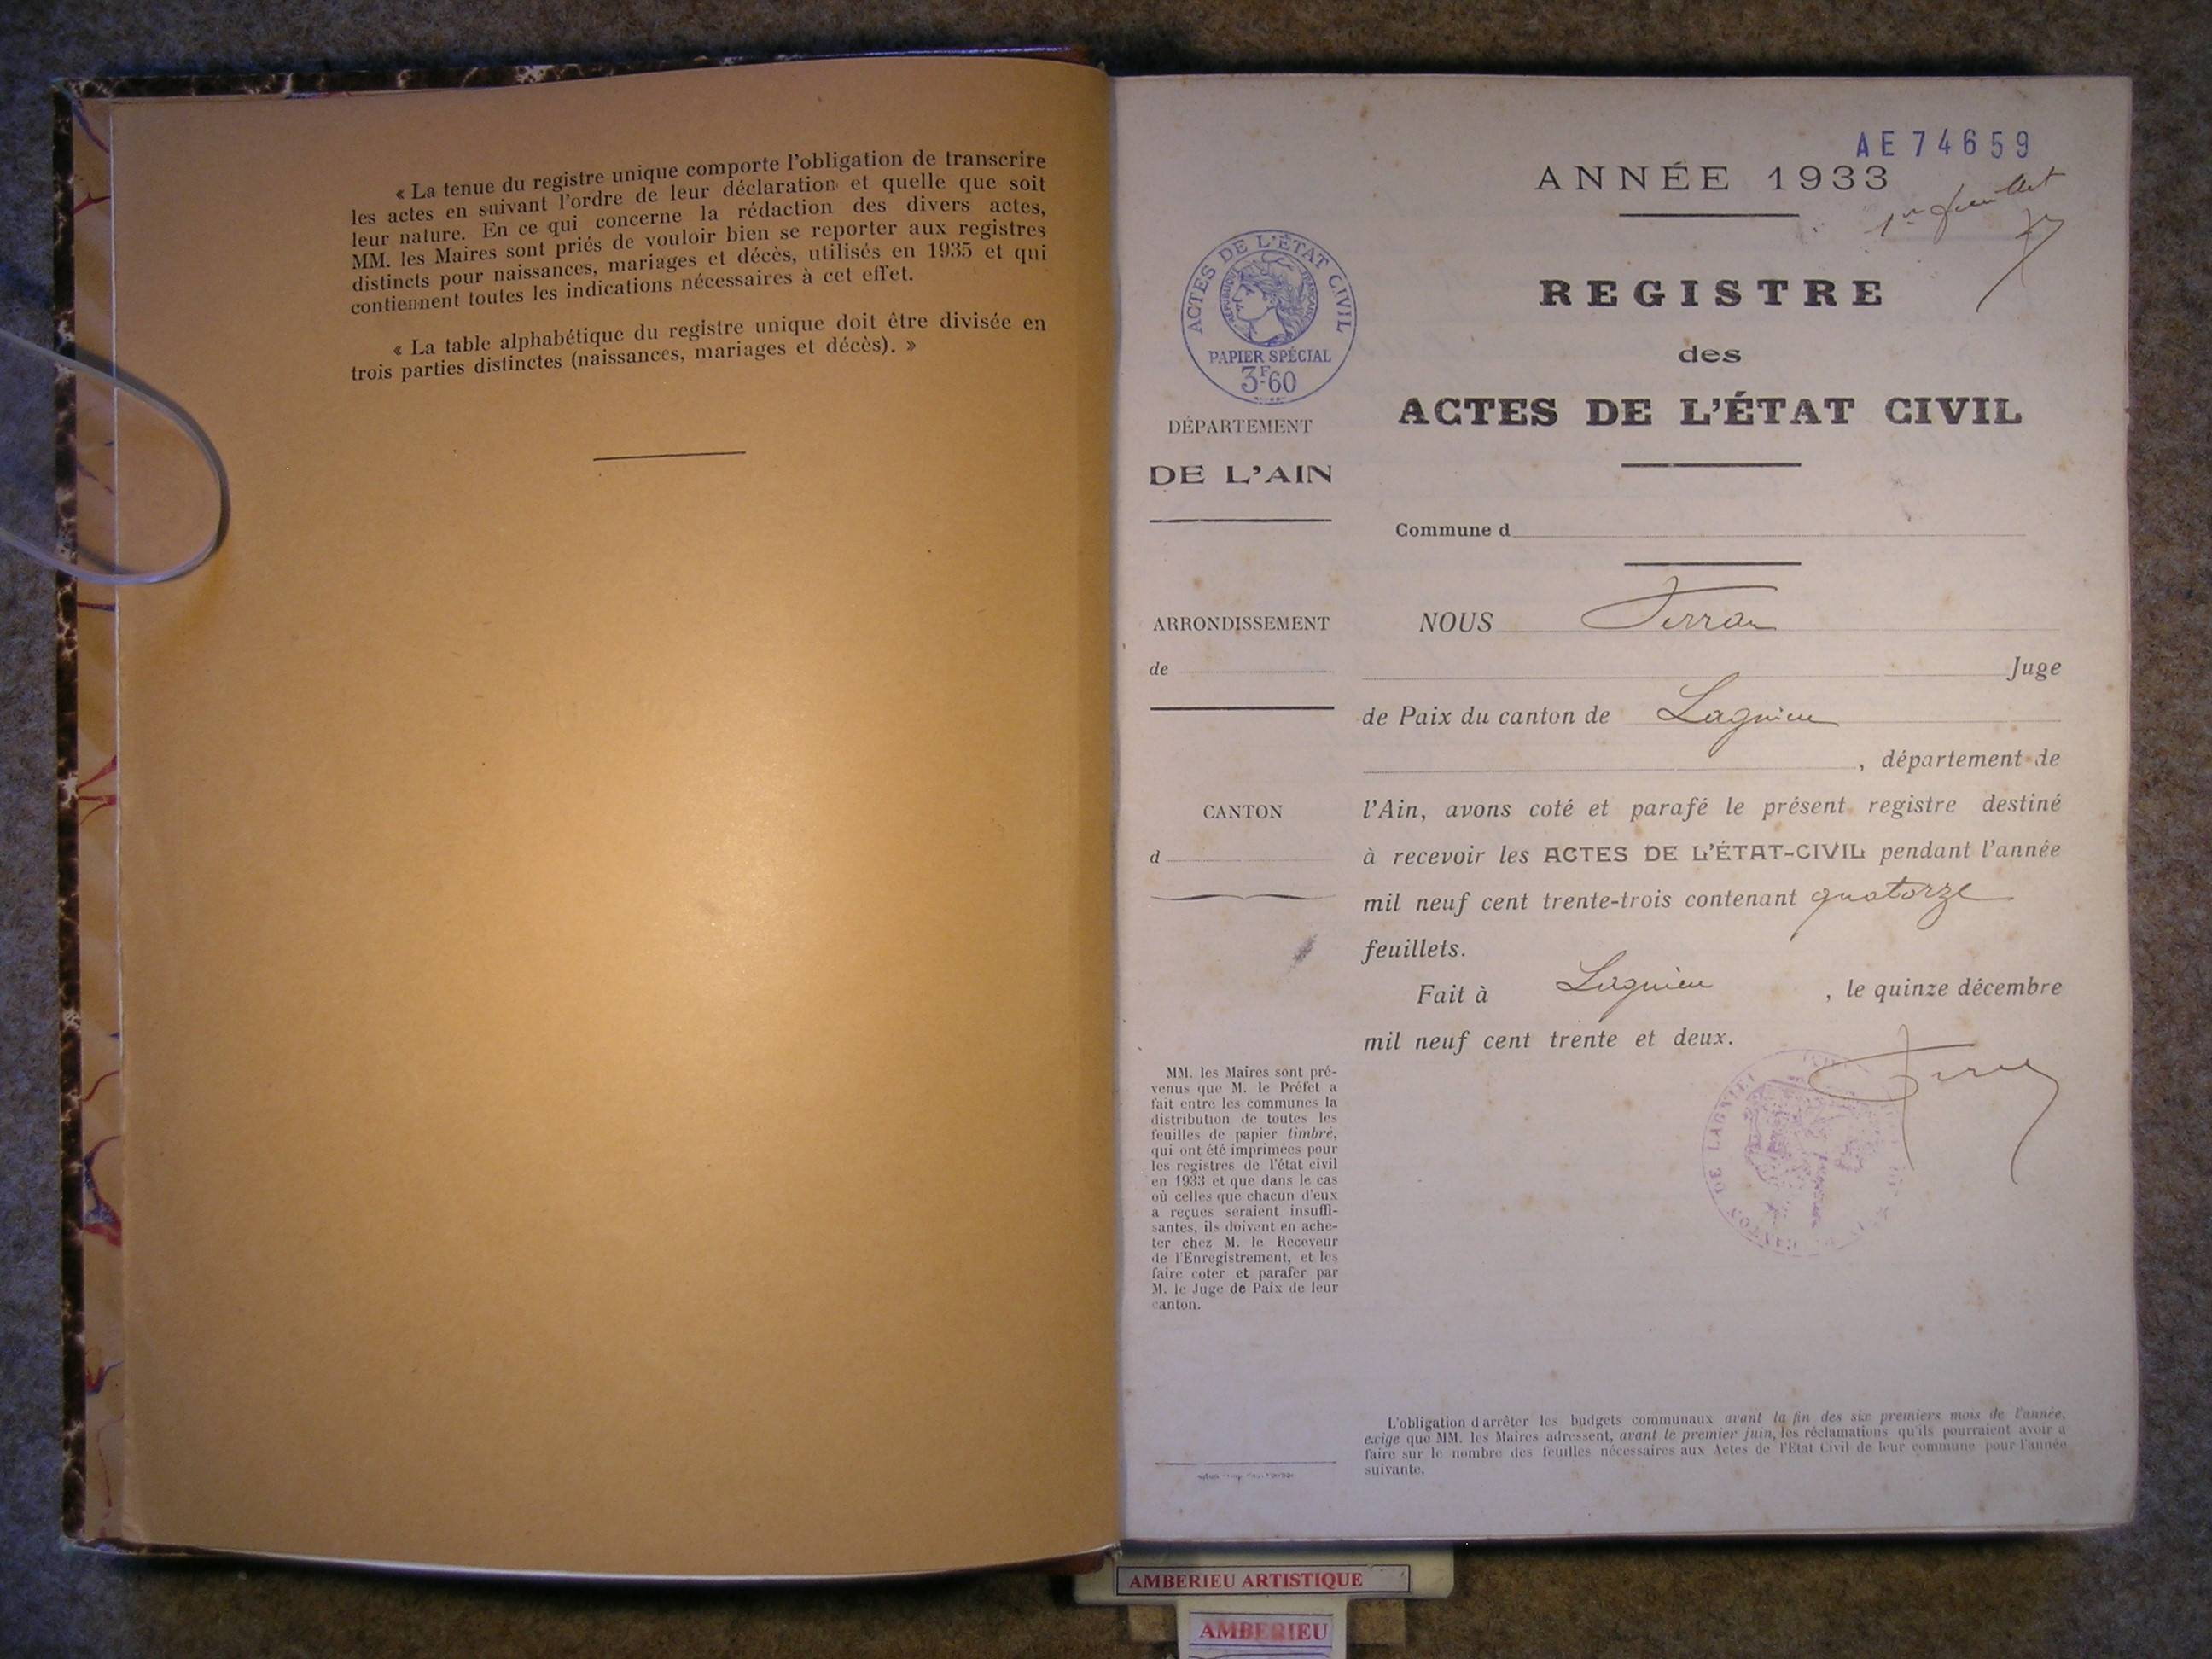 « La tenue du registre unique comporte l'obligation de transcrire
les actes en suivant l'ordre de leur déclaration et quelle que soit
leur nature. En ce qui concerne la rédaction des divers actes,
MM. les Maires sont priés de vouloir bien se reporter aux registres
distincts pour naissances, mariages et décès, utilisés en 1935 et qui
contiennent toutes les indications nécessaires à cet effet.
« La table alphabétique du registre unique doit être divisée en
trois parties distinctes (naissances, mariages et décès). »
AE 74659
ANNÉE 1933
1er feuillet
ACTES DE L'ÉTAT CIVIL
RÉPUBLIQUE FRANÇAISE
PAPIER SPÉCIAL
3F60
REGISTRE
des
ACTES DE L'ÉTAT CIVIL
DÉPARTEMENT
DE L'AIN
Commune d
ARRONDISSEMENT
de
CANTON
d
NOUS
Juge
de Paix du canton de Lagnieu
, département de
l'Ain, avons coté et parafé le présent registre destiné
à recevoir les ACTES DE L'ÉTAT-CIVIL pendant l'année
mil neuf cent trente-trois contenant quatorze
feuillets.
Fait à Lagnieu , le quinze décembre
mil neuf cent trente et deux.
CANTON DE LAGNIEU
MM. les Maires sont pré-
venus que M. le Préfet a
fait entre les communes la
distribution de toutes les
feuilles de papier timbré,
qui ont été imprimées pour
les registres de l'état civil
en 1933 et que dans le cas
où celles que chacun d'eux
a reçues seraient insuffi-
santes, ils doivent en ache-
ter chez M. le Receveur
de l'Enregistrement, et les
faire coter et parafer par
M. le Juge de Paix de leur
canton.
L'obligation d'arrêter les budgets communaux avant la fin des six premiers mois de l'année,
exige que MM. les Maires adressent, avant le premier juin, les réclamations qu'ils pourraient avoir à
faire sur le nombre des feuilles nécessaires aux Actes de l'Etat Civil de leur commune pour l'année
suivante.
AMBERIEU ARTISTIQUE
AMBERIEU